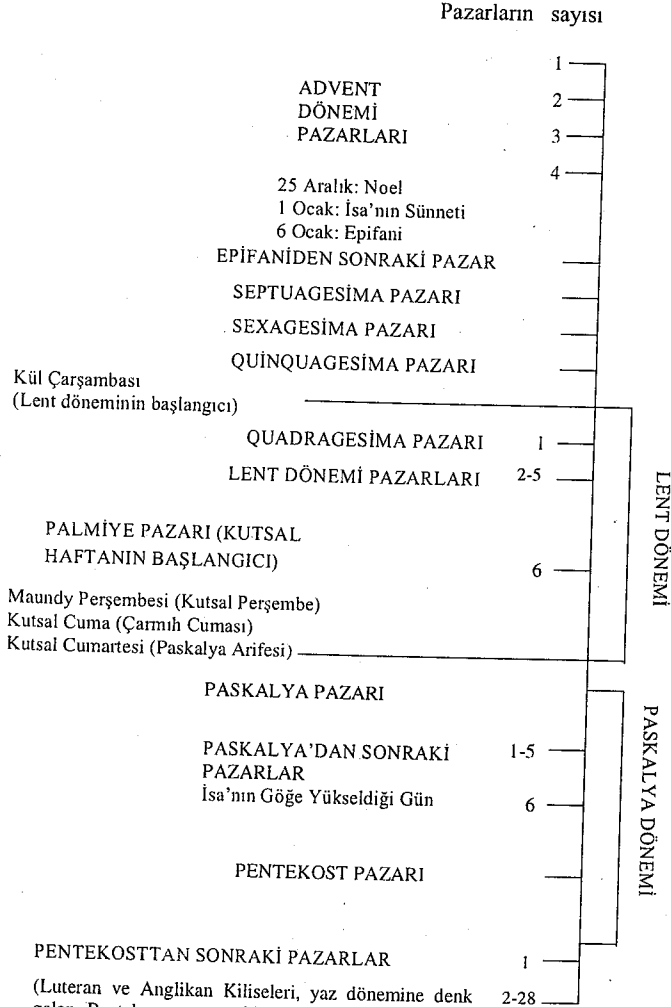 Pazarların sayısı
1
ADVENT
2
DÖNEMİ
PAZARLARI 3
4
25 Aralık: Noel
1 Ocak: İsa'nın Sünneti
6 Ocak: Epifani
EPİFANİDEN SONRAKİ PAZAR
SEPTUAGESİMA PAZARI
SEXAGESİMA PAZARI
QUİNQUAGESİMA PAZARI
Kül Çarşambası
(Lent döneminin başlangıcı)
QUADRAGESİMA PAZARI 1
LENT DÖNEMİ PAZARLARI 2-5
LENT DÖNEMİ
PALMİYE PAZARI (KUTSAL
HAFTANIN BAŞLANGICI) 6
Maundy Perşembesi (Kutsal Perşembe)
Kutsal Cuma (Çarmıh Cuması)
Kutsal Cumartesi (Paskalya Arifesi)
PASKALYA PAZARI
PASKALYA'DAN SONRAKİ 1-5
PAZARLAR
İsa'nın Göğe Yükseldiği Gün 6
PASKALYA DÖNEMİ
PENTEKOST PAZARI
PENTEKOSTTAN SONRAKİ PAZARLAR 1
(Luteran ve Anglikan Kiliseleri, yaz dönemine denk 2-28